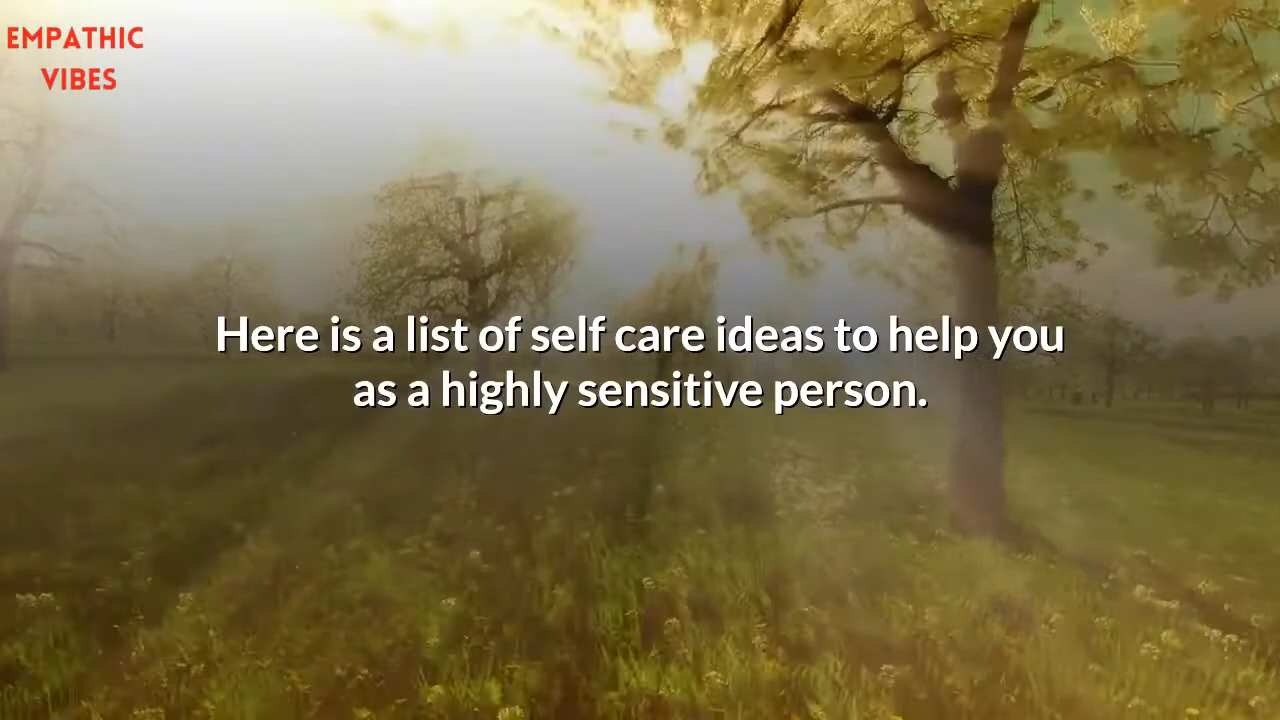 EMPATHIC
VIBES
Here is a list of self care ideas to help you
as a highly sensitive person.